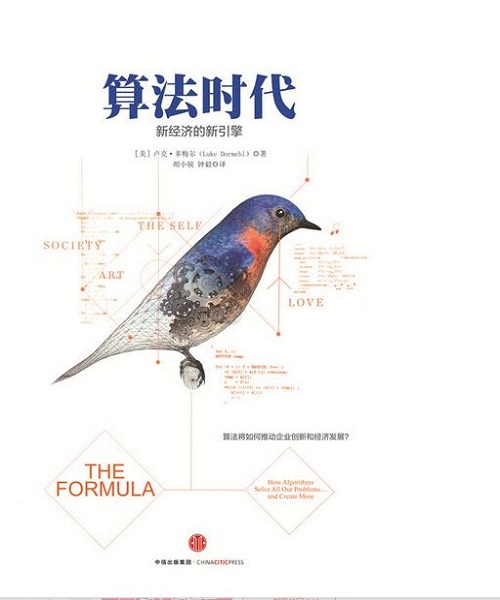 算法时代
新经济的新引擎
［美］卢克·多梅尔（Luke Dormehl）◎著
胡小锐 钟毅◎译
THE SELF
SOCIETY
ART
LOVE
算法将如何推动企业创新和经济发展?
THE
FORMULA
How Algorithms
Solve All Our Problems...
and Create More
中信出版集团·CHINACITICPRESS